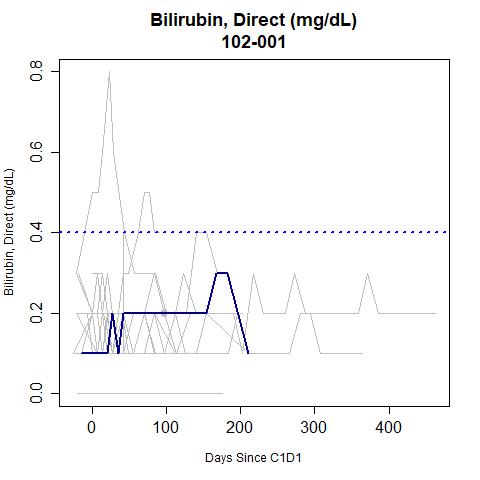 Bilirubin, Direct (mg/dL)
102-001
Bilirubin, Direct (mg/dL)
0.8
0.6
0.4
0.2
0.0
0 100 200 300 400
Days Since C1D1